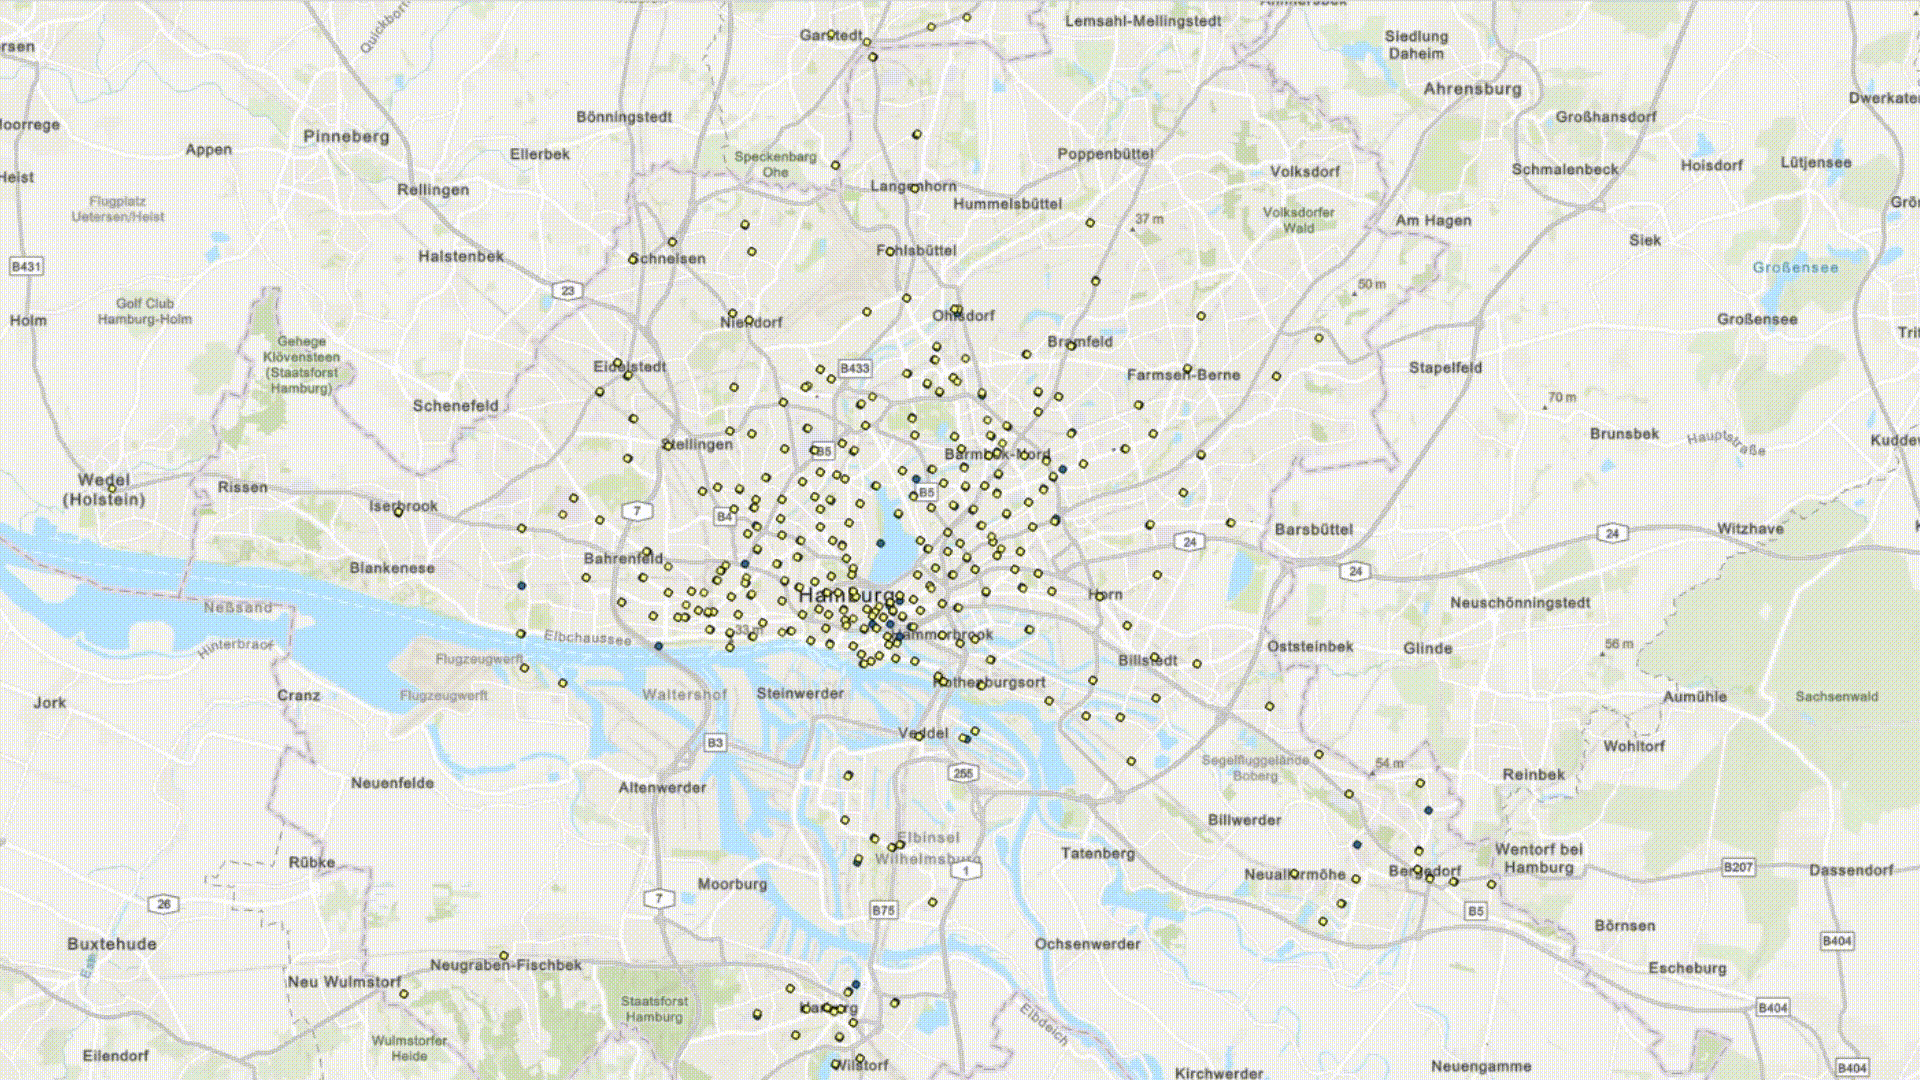 Quickborn
Garstedt
Lemsahl-Mellingstedt
Siedlung
Daheim
Ahrensburg
Großhansdorf
Bönningstedt
Pinneberg
Appen
Ellerbek
Speckenbarg
Ohe
Poppenbüttel
Volksdorf
Schmalenbeck
Hoisdorf
Lütjensee
Heist
Rellingen
Langenhorn
Hummelsbüttel
Flugplatz
Uetersen/Heist
Volksdorfer
Wald
37 m
Am Hagen
Siek
Halstenbek
Schnelsen
Fuhlsbüttel
Großensee
B431
23
50 m
Golf Club
Hamburg-Holm
Holm
Niendorf
Ohlsdorf
Großensee
Gehege
Klövensteen
(Staatsforst
Hamburg)
Bramfeld
Eidelstedt
B433
Farmsen-Berne
Stapelfeld
Schenefeld
70 m
Brunsbek
Hauptstraße
Stellingen
B5
Barmbek-Nord
Wedel
(Holstein)
Rissen
Iserbrook
B5
7
B4
24
Barsbüttel
24
Witzhave
Blankenese
Bahrenfeld
24
Hamburg
Horn
Neßsand
Neuschönningstedt
33 m
Hammerbrook
Elbchaussee
Hinterbrack
Flugzeugwerft
Billstedt
Oststeinbek
Glinde
56 m
Cranz
Flugzeugwerft
Waltershof
Steinwerder
Rothenburgsort
Aumühle
Sachsenwald
Jork
B3
Veddel
Wohltorf
Segelfluggelände
Boberg
54 m
Reinbek
255
Neuenfelde
Altenwerder
Billwerder
Elbinsel
Wilhelmsburg
Tatenberg
Wentorf bei
Hamburg
B207
Dassendorf
Rübke
Moorburg
1
Neuallermöhe
Bergedorf
26
7
B75
B5
Börnsen
Buxtehude
Ochsenwerder
B404
Neugraben-Fischbek
Neu Wulmstorf
Escheburg
Staatsforst
Hamburg
Harburg
Elbdeich
B404
Wulmstorfer
Heide
Eilendorf
Wilstorf
Kirchwerder
Neuengamme
B404